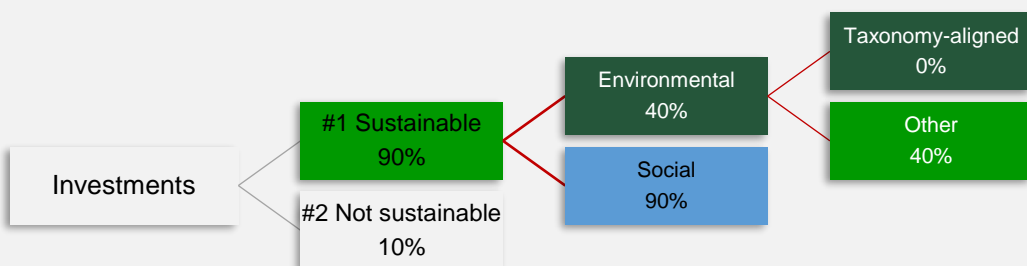 Investments
#1 Sustainable
90%
#2 Not sustainable
10%
Environmental
40%
Social
90%
Taxonomy-aligned
0%
Other
40%